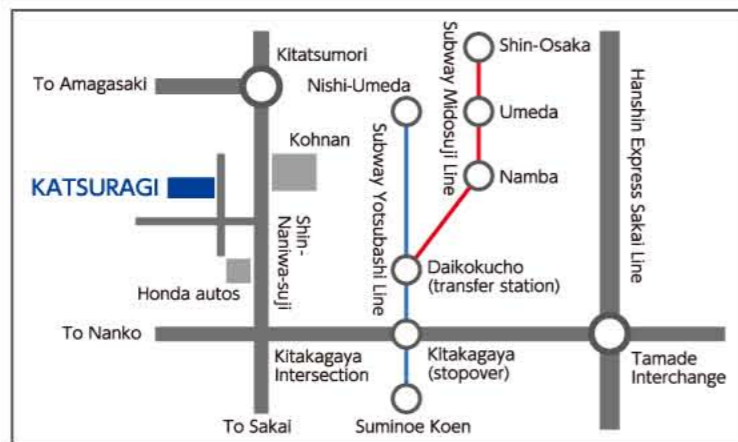 Kitatsumori
To Amagasaki
Nishi-Umeda
Shin-Osaka
Umeda
Namba
Kohnan
KATSURAGI
Shin-
Naniwa-suji
Subway Yotsubashi Line
Subway Midosuji Line
Hanshin Express Sakai Line
Daikokucho
(transfer station)
Honda autos
To Nanko
Kitakagaya
Intersection
Kitakagaya
(stopover)
Tamade
Interchange
To Sakai
Suminoe Koen